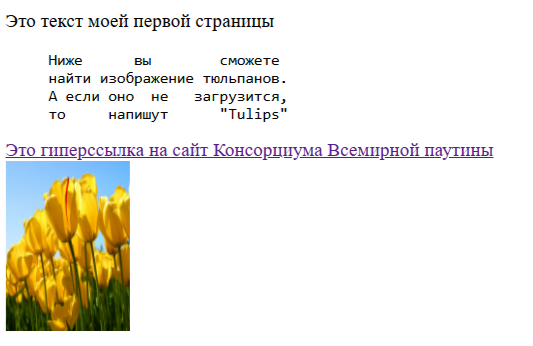 Это текст моей первой страницы
Ниже вы сможете
найти изображение тюльпанов.
А если оно не загрузится,
то напишут "Tulips"
Это гиперссылка на сайт Консорциума Всемирной паутины